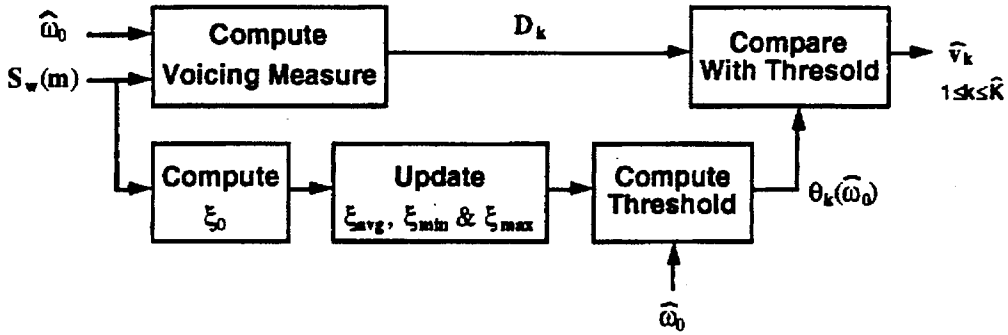 ω̂₀
S_w(m)
Compute
Voicing Measure
D_k
Compare
With Thresold
v̂_k
1≤k≤K̂
Compute
ξ₀
Update
ξ_avg, ξ_min & ξ_max
Compute
Threshold
θ_k(ω̂₀)
ω̂₀